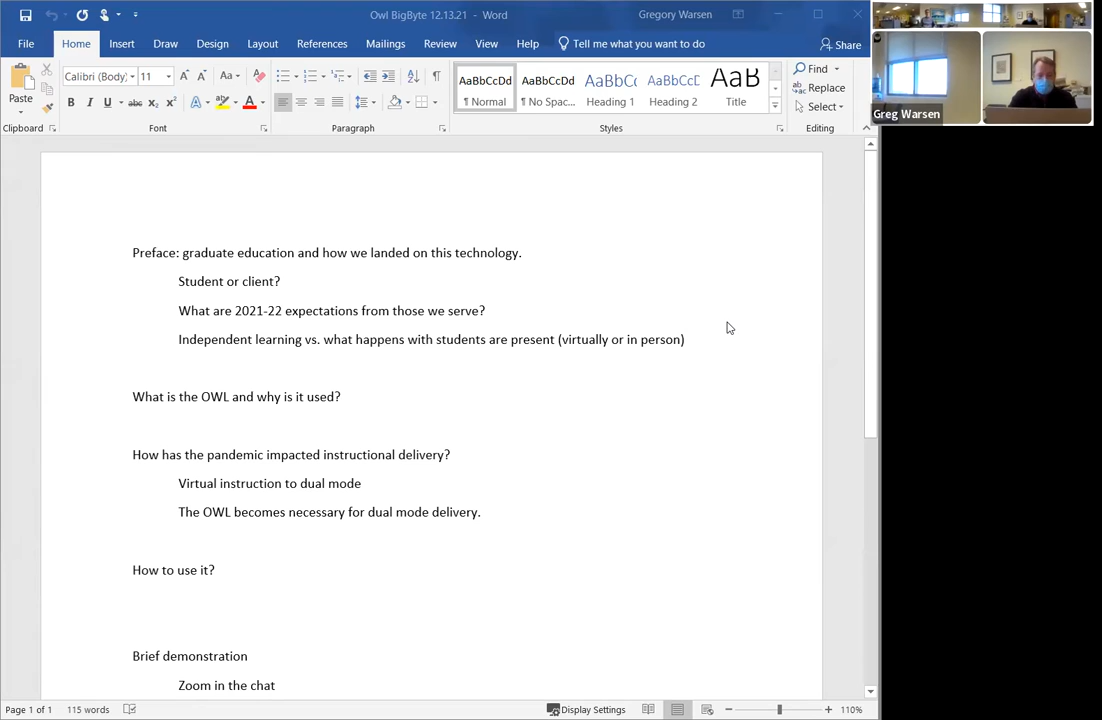 Owl BigByte 12.13.21 - Word
Gregory Warsen
File Home Insert Draw Design Layout References Mailings Review View Help Tell me what you want to do Share
Paste
Calibri (Body) 11
Aa
B I U abc x₂ x²
A A
AaBbCcDd AaBbCcDd AaBbCc AaBbCcD AaB
¶ Normal ¶ No Spac... Heading 1 Heading 2 Title
Find
Replace
Select
Clipboard Font Paragraph Styles Editing
Greg Warsen
Preface: graduate education and how we landed on this technology.
Student or client?
What are 2021-22 expectations from those we serve?
Independent learning vs. what happens with students are present (virtually or in person)
What is the OWL and why is it used?
How has the pandemic impacted instructional delivery?
Virtual instruction to dual mode
The OWL becomes necessary for dual mode delivery.
How to use it?
Brief demonstration
Zoom in the chat
Page 1 of 1 115 words Display Settings 110%